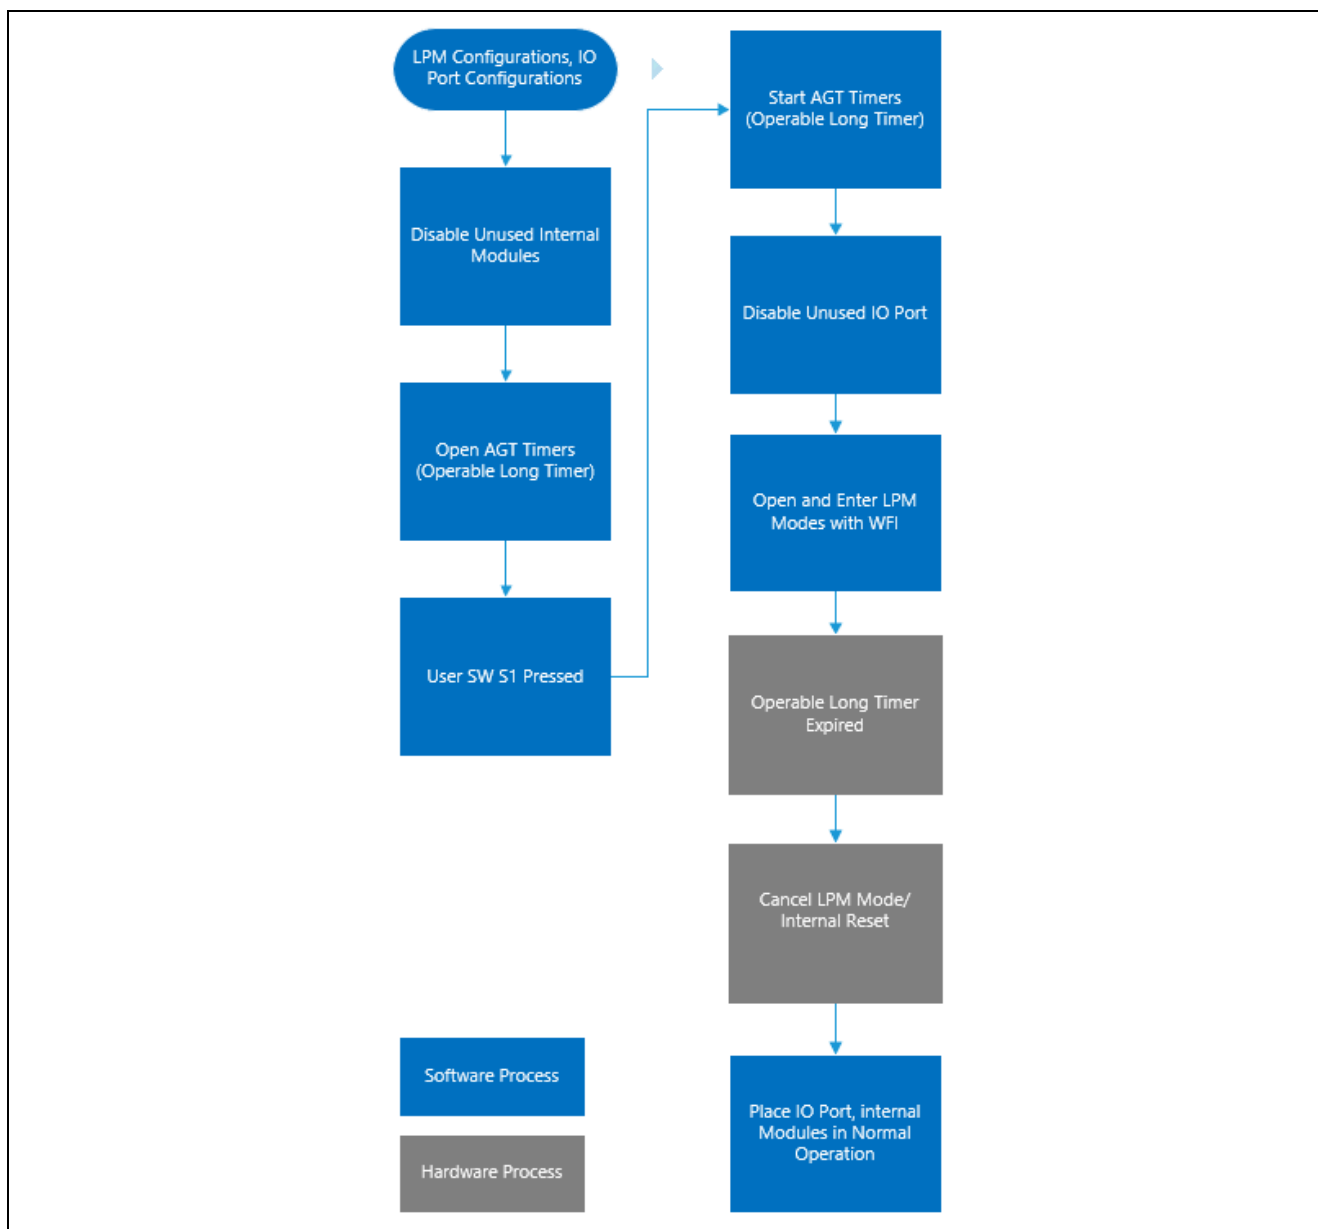 LPM Configurations, IO
Port Configurations
Disable Unused Internal
Modules
Open AGT Timers
(Operable Long Timer)
User SW S1 Pressed
Start AGT Timers
(Operable Long Timer)
Disable Unused IO Port
Open and Enter LPM
Modes with WFI
Operable Long Timer
Expired
Cancel LPM Mode/
Internal Reset
Place IO Port, internal
Modules in Normal
Operation
Software Process
Hardware Process